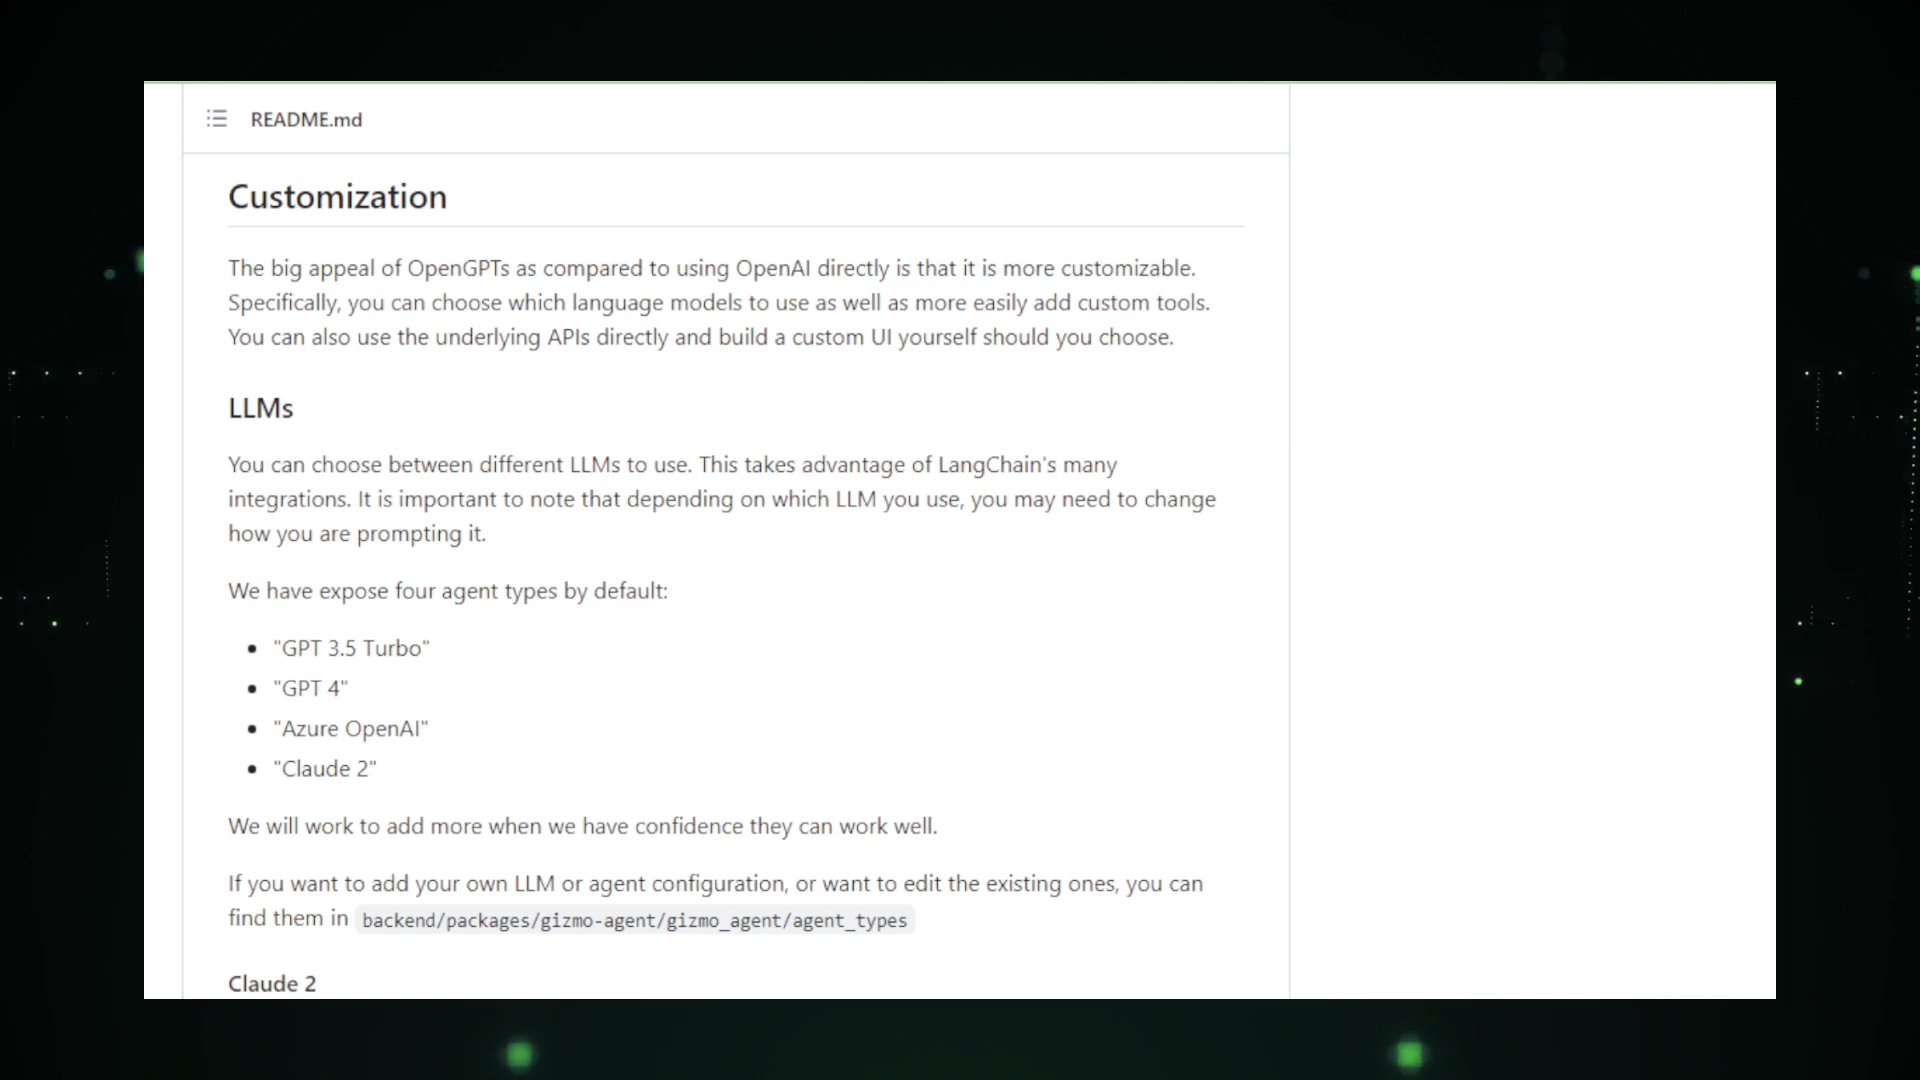 README.md
Customization
The big appeal of OpenGPTs as compared to using OpenAI directly is that it is more customizable.
Specifically, you can choose which language models to use as well as more easily add custom tools.
You can also use the underlying APIs directly and build a custom UI yourself should you choose.
LLMs
You can choose between different LLMs to use. This takes advantage of LangChain's many
integrations. It is important to note that depending on which LLM you use, you may need to change
how you are prompting it.
We have expose four agent types by default:
• "GPT 3.5 Turbo"
• "GPT 4"
• "Azure OpenAI"
• "Claude 2"
We will work to add more when we have confidence they can work well.
If you want to add your own LLM or agent configuration, or want to edit the existing ones, you can
find them in backend/packages/gizmo-agent/gizmo_agent/agent_types
Claude 2